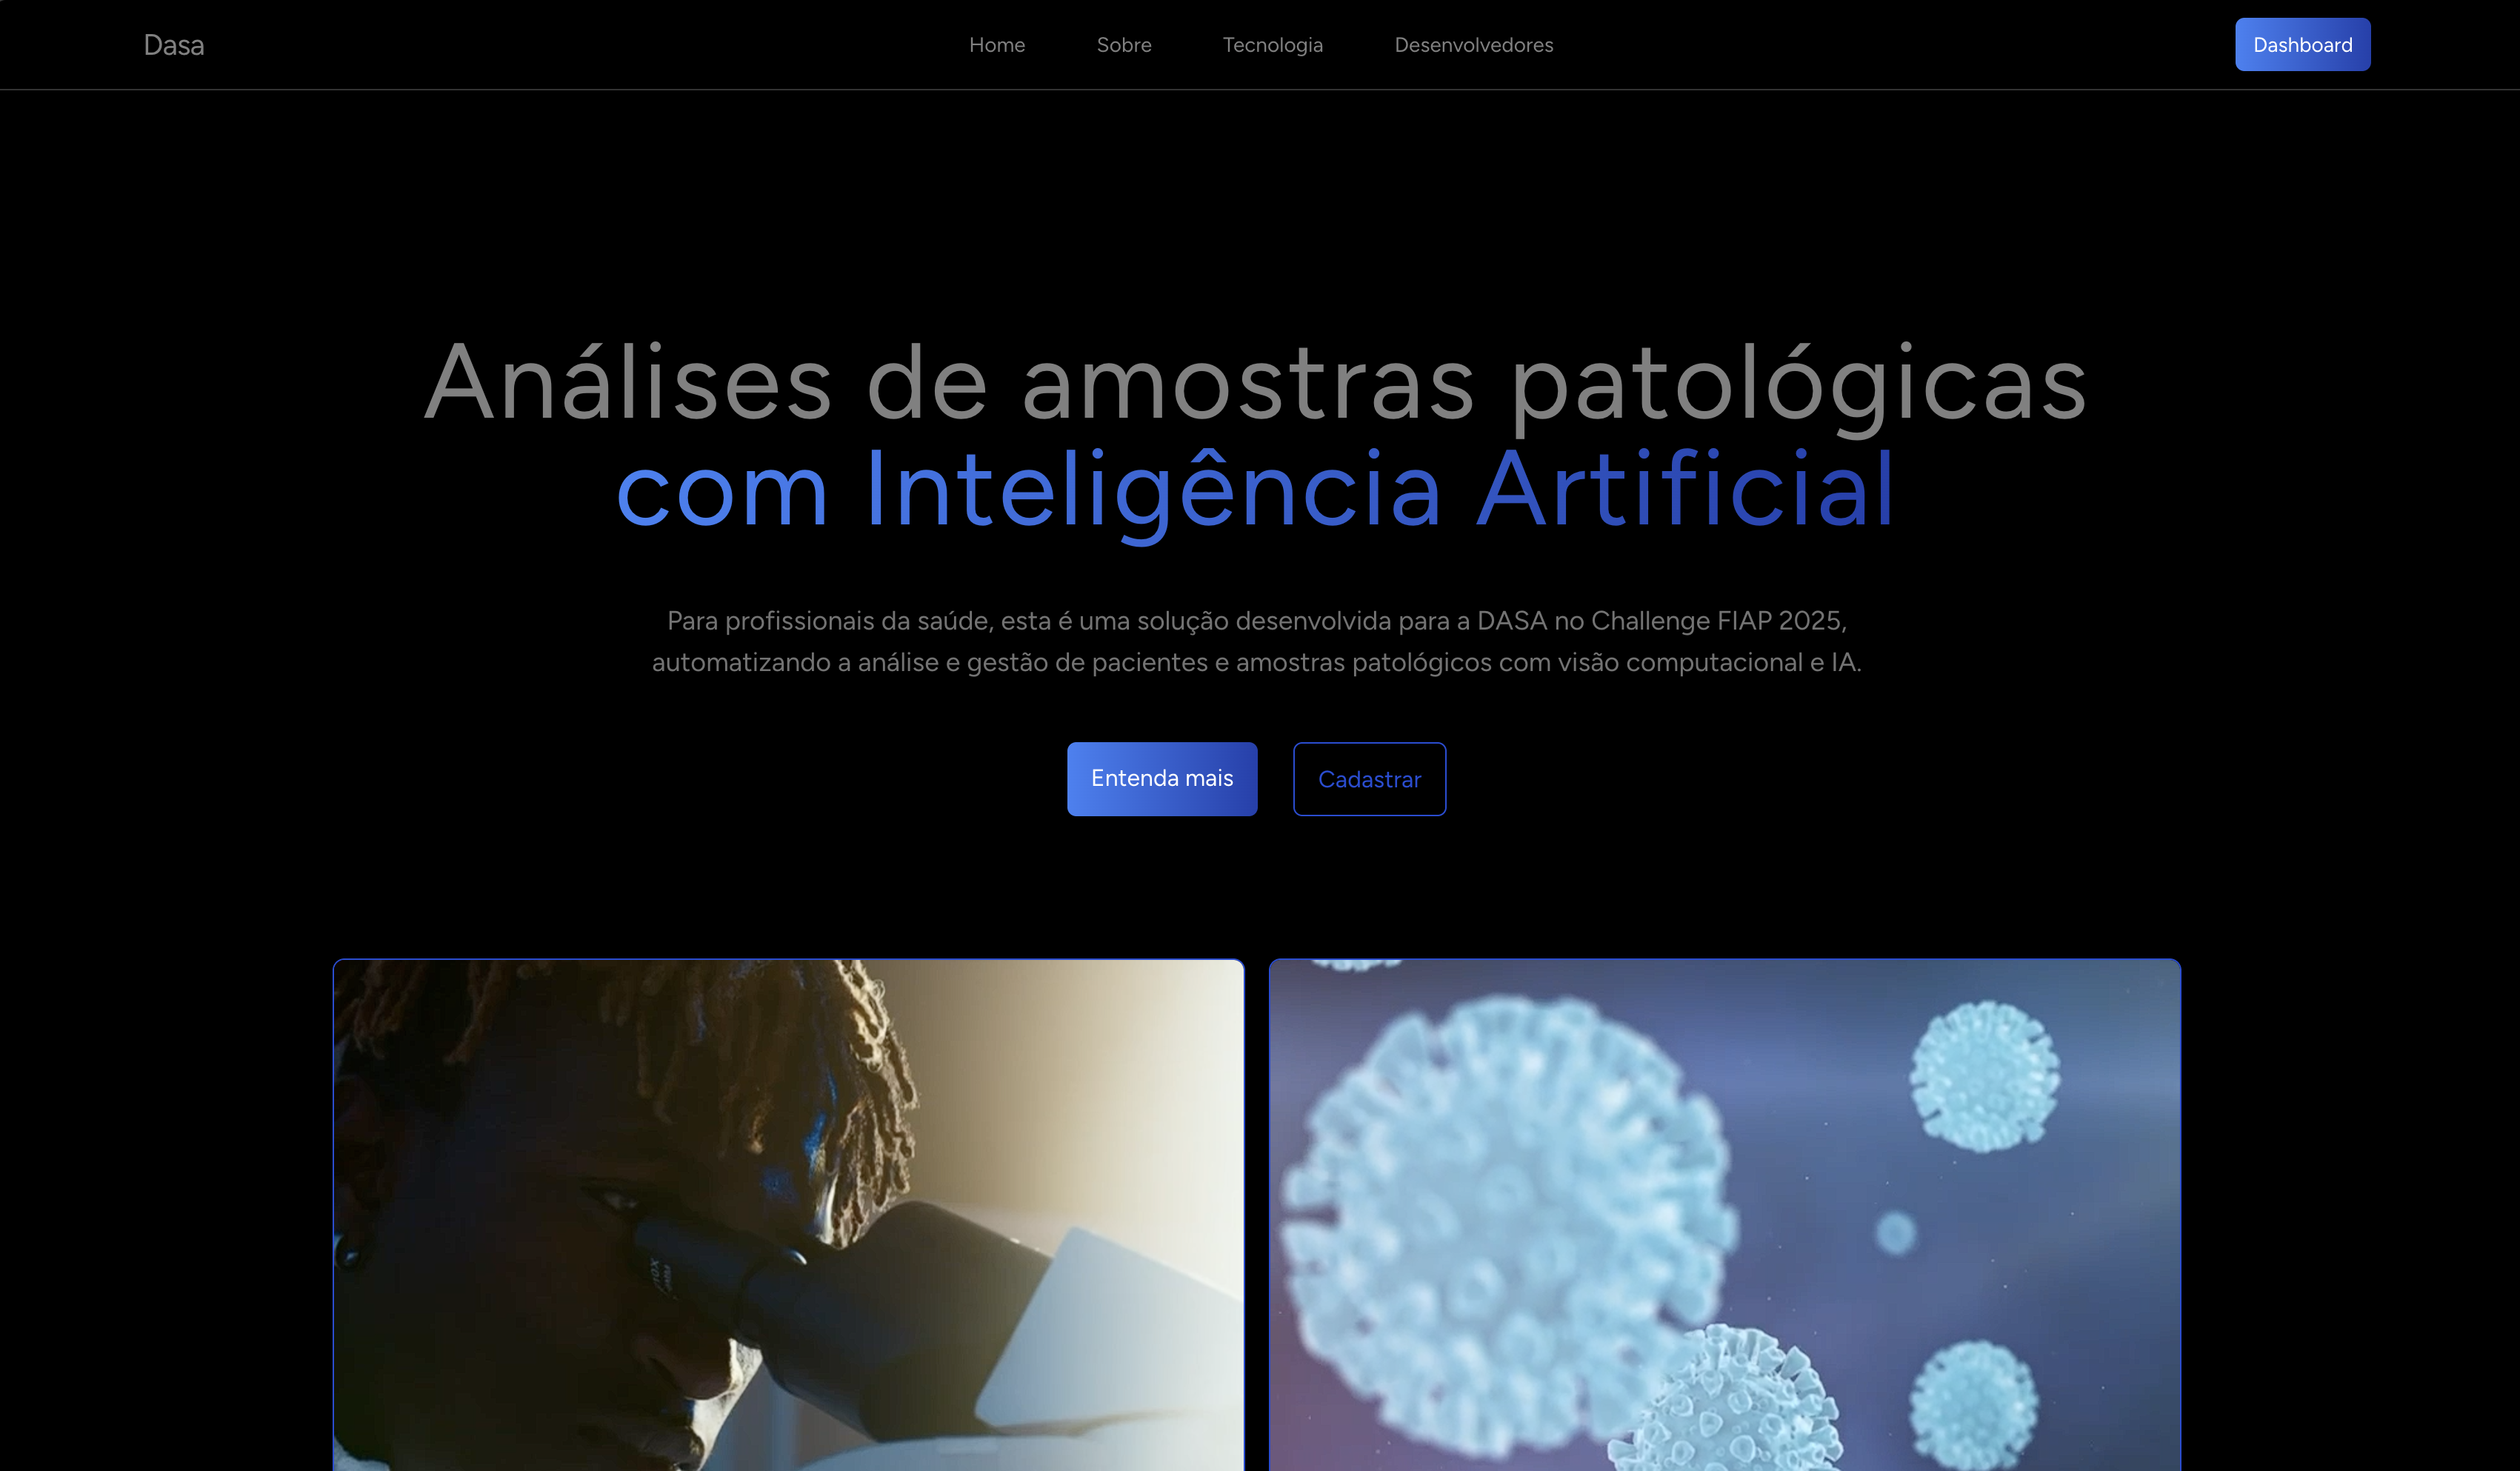 Dasa
Home
Sobre
Tecnologia
Desenvolvedores
Dashboard
Análises de amostras patológicas
com Inteligência Artificial
Para profissionais da saúde, esta é uma solução desenvolvida para a DASA no Challenge FIAP 2025,
automatizando a análise e gestão de pacientes e amostras patológicos com visão computacional e IA.
Entenda mais
Cadastrar